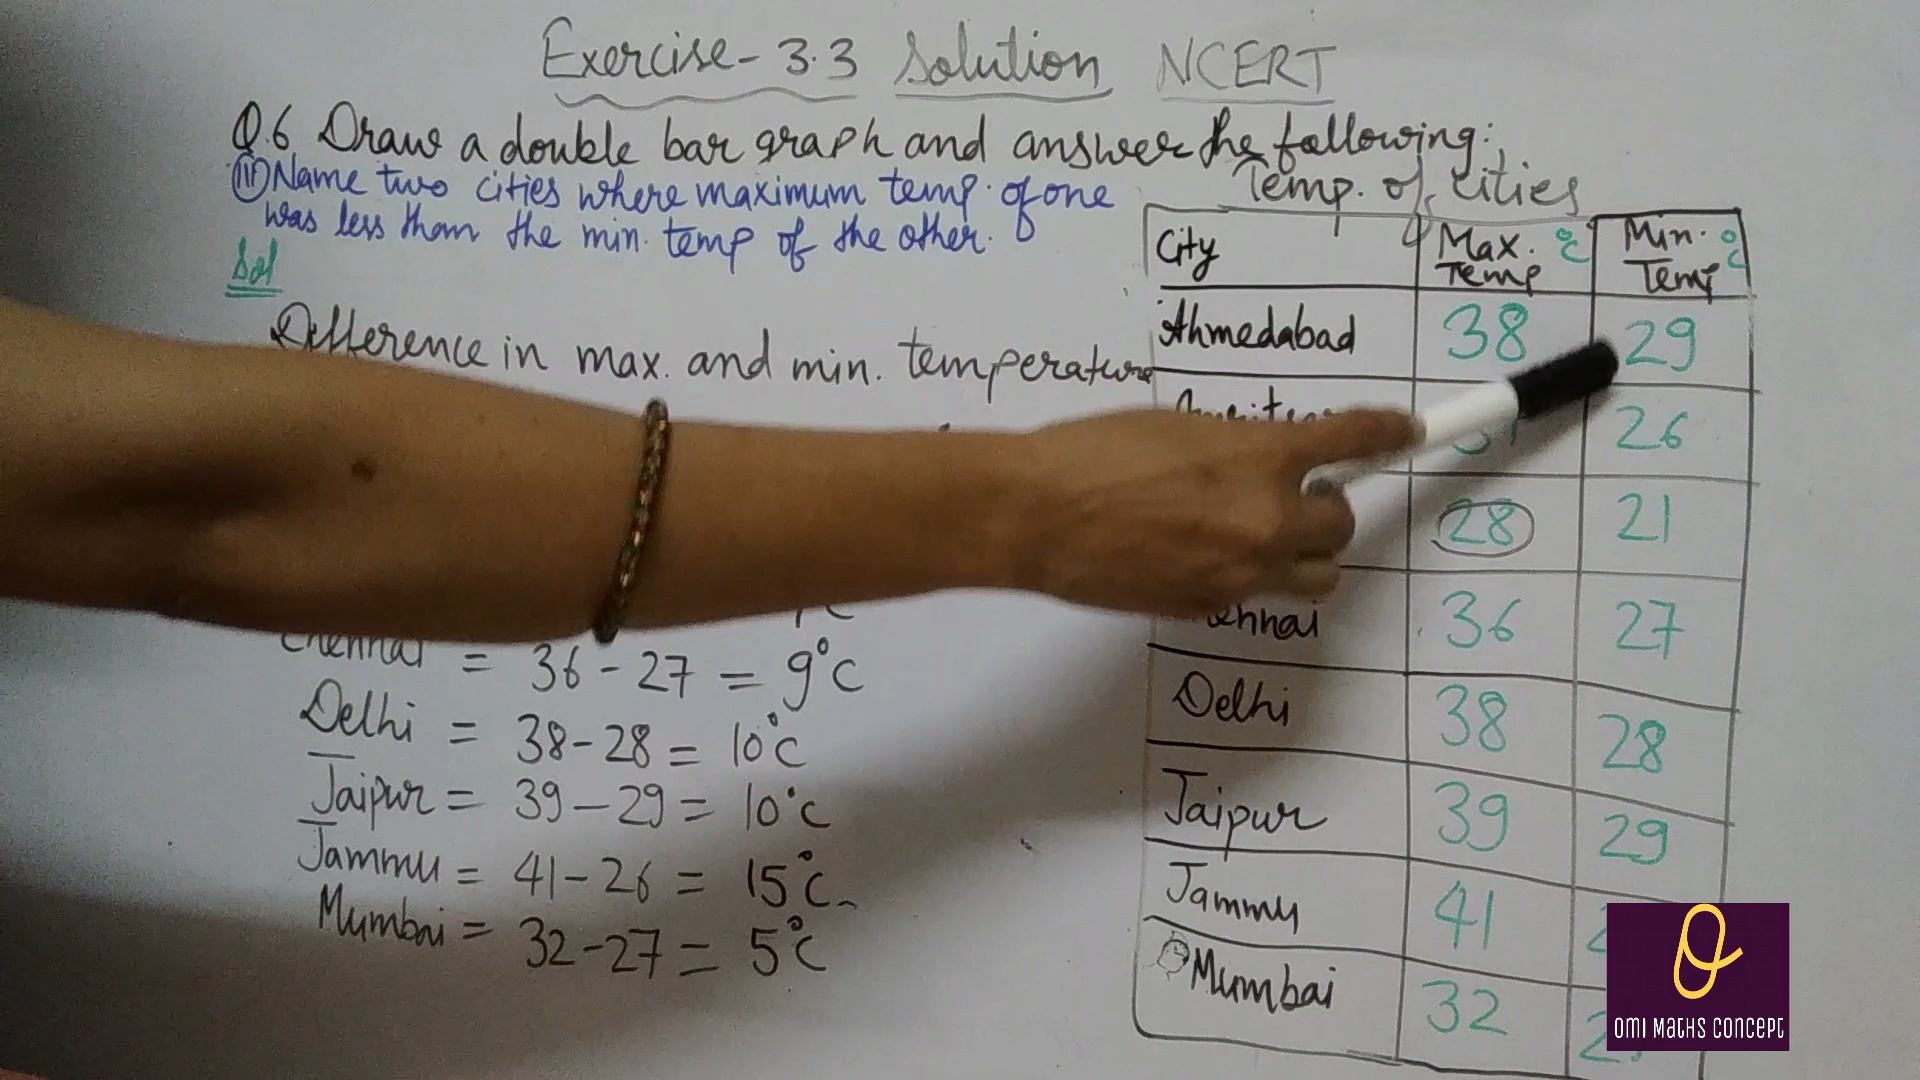 Exercise-3.3 Solution NCERT
Q.6 Draw a double bar graph and answer the following:
(iv) Name two cities where maximum temp. of one
was less than the min. temp of the other.
Sol
Difference in max. and min. temperature
Chennai = 36-27 = 9°C
Delhi = 38-28 = 10°C
Jaipur = 39-29 = 10°C
Jammu = 41-26 = 15°C
Mumbai = 32-27 = 5°C
Temp. of cities
City Max. Temp °C Min. Temp °C
Ahmedabad 38 29
26
28 21
36 27
Delhi 38 28
Jaipur 39 29
Jammu 41
Mumbai 32
OMI MATHS CONCEPT